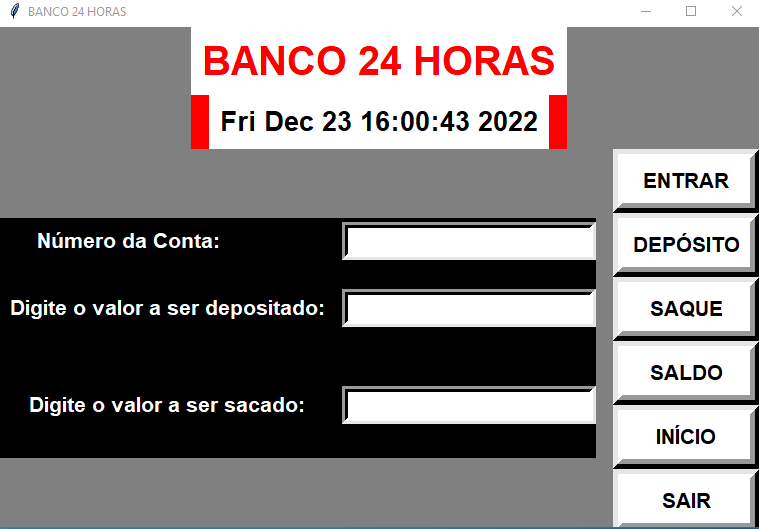 BANCO 24 HORAS
BANCO 24 HORAS
Fri Dec 23 16:00:43 2022
ENTRAR
Número da Conta:
DEPÓSITO
Digite o valor a ser depositado:
SAQUE
SALDO
Digite o valor a ser sacado:
INÍCIO
SAIR